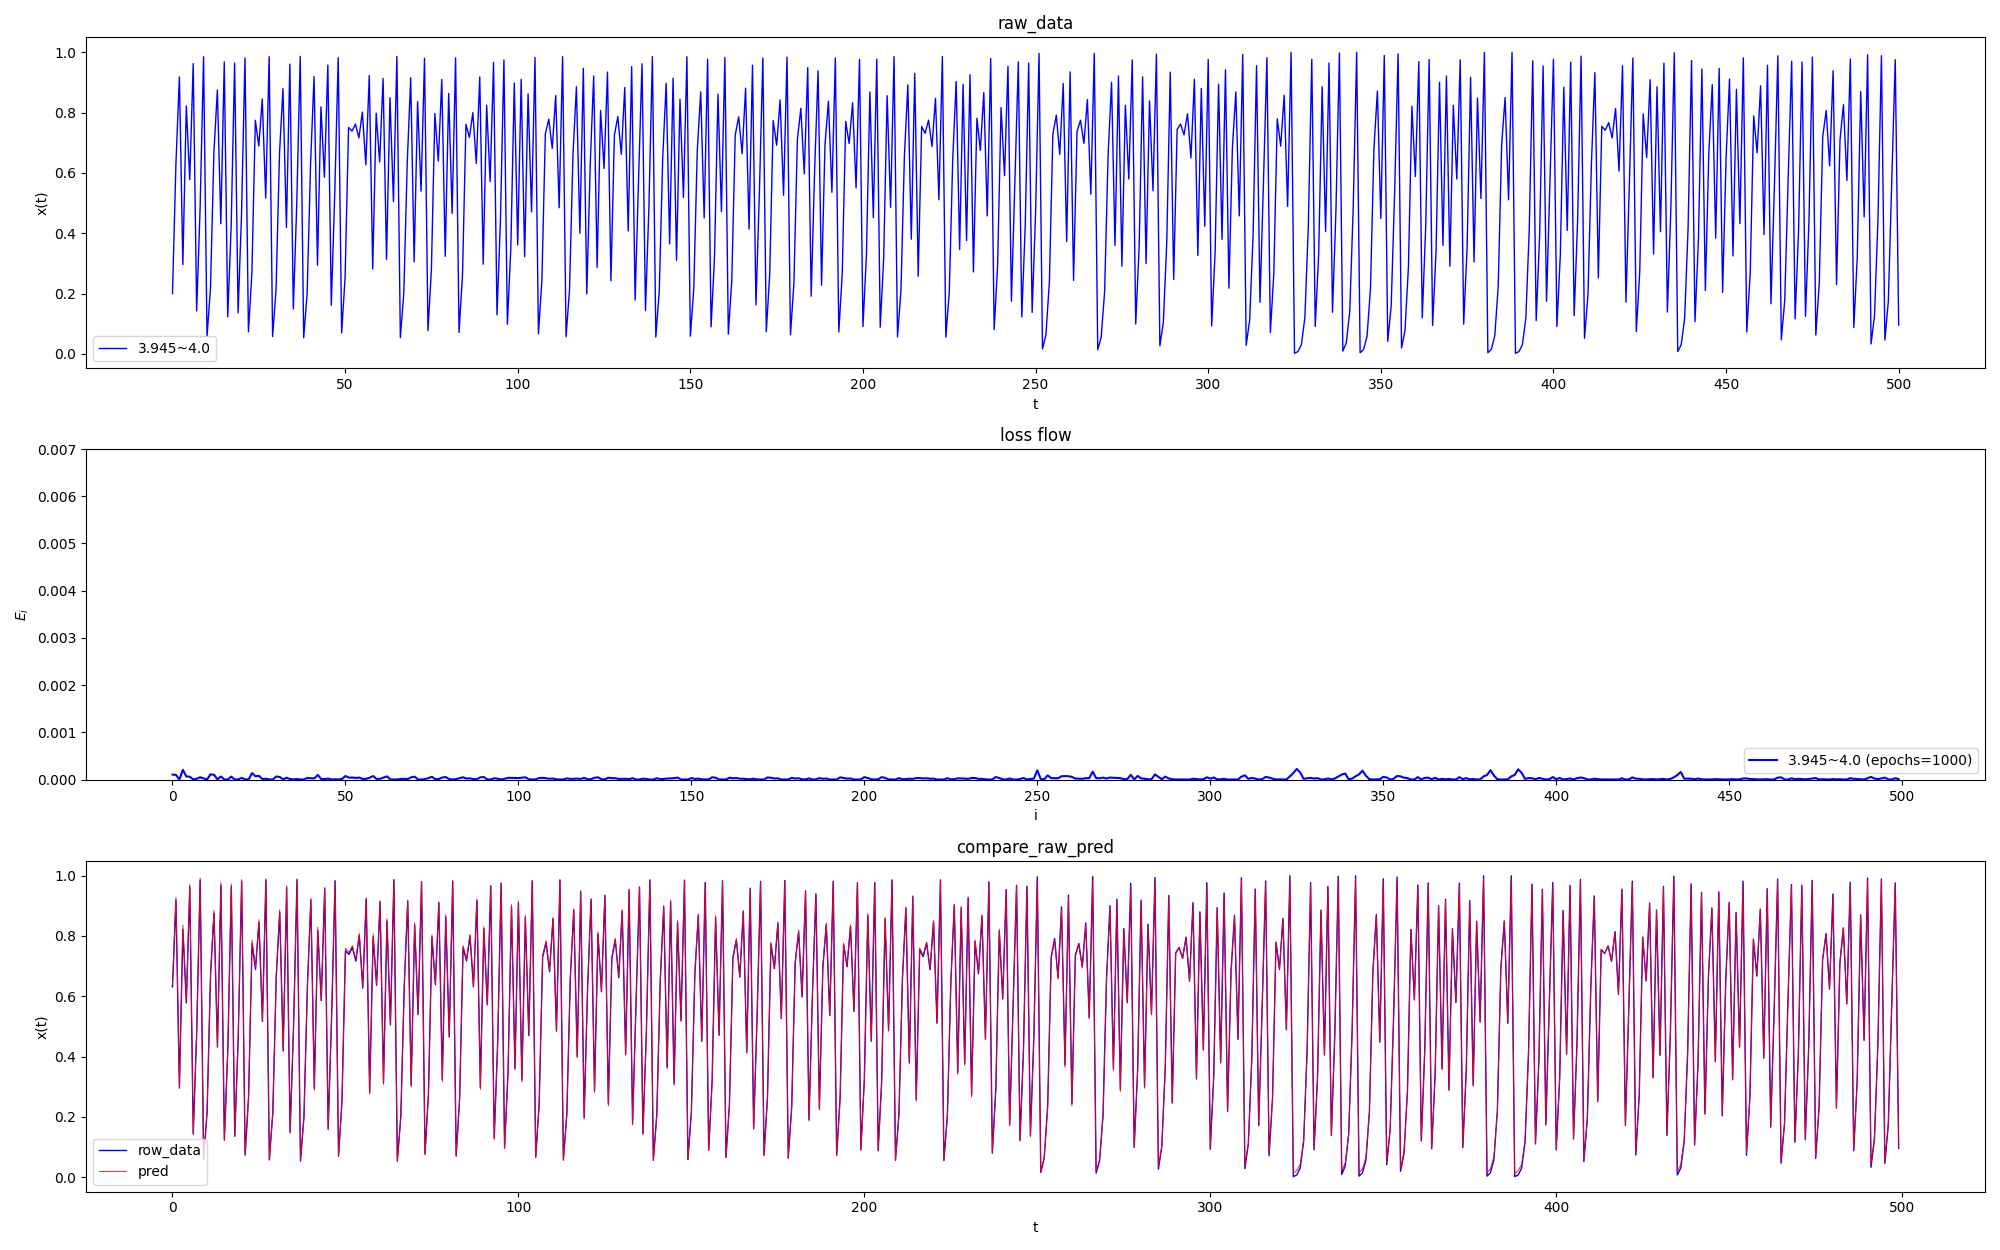 raw_data
1.0
0.8
0.6
0.4
0.2
0.0
x(t)
3.945~4.0
50 100 150 200 250 300 350 400 450 500
t
loss flow
0.007
0.006
0.005
0.004
0.003
0.002
0.001
0.000
E_i
3.945~4.0 (epochs=1000)
0 50 100 150 200 250 300 350 400 450 500
i
compare_raw_pred
1.0
0.8
0.6
0.4
0.2
0.0
x(t)
row_data
pred
0 100 200 300 400 500
t